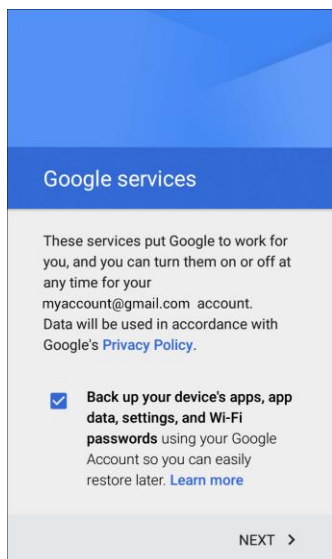 Google services
These services put Google to work for
you, and you can turn them on or off at
any time for your
myaccount@gmail.com account.
Data will be used in accordance with
Google's Privacy Policy.
Back up your device's apps, app
data, settings, and Wi-Fi
passwords using your Google
Account so you can easily
restore later. Learn more
NEXT >